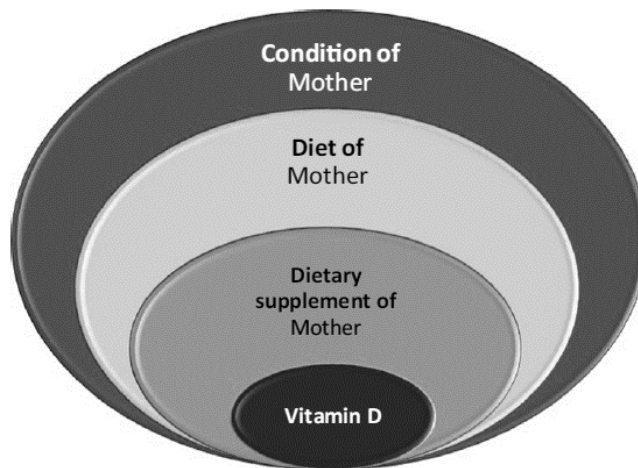 Condition of
Mother
Diet of
Mother
Dietary
supplement of
Mother
Vitamin D